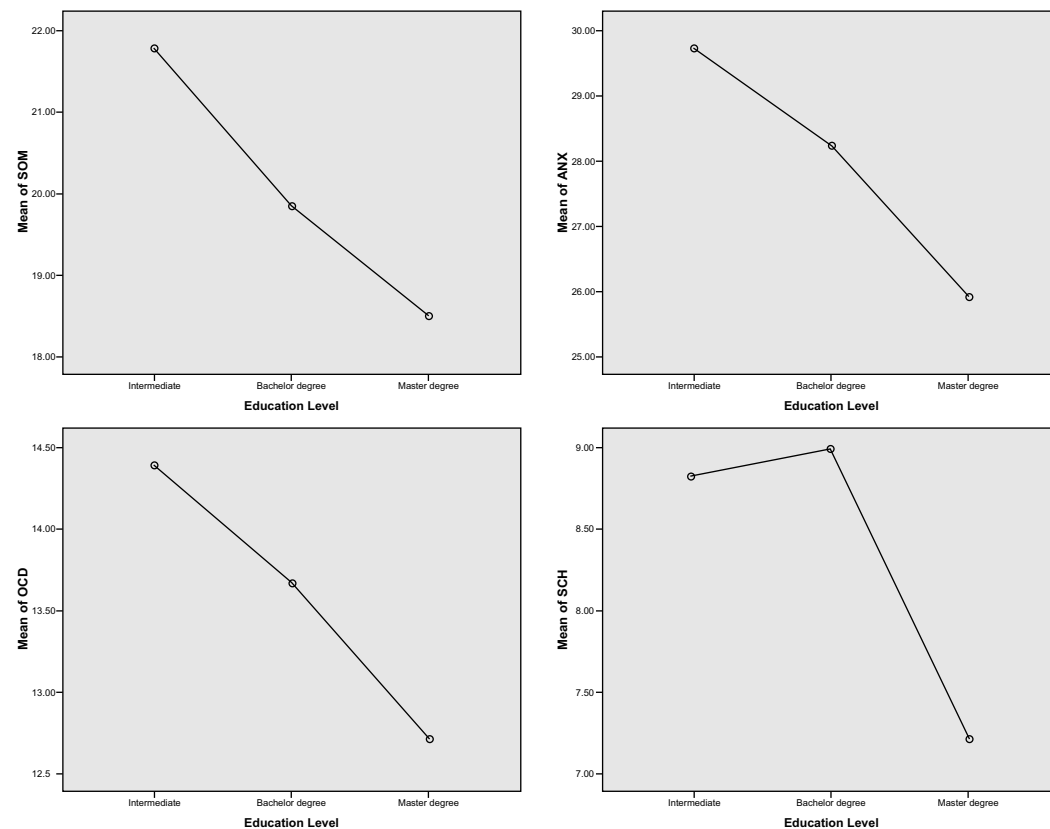 22.00
21.00
20.00
19.00
18.00
Mean of SOM
Intermediate
Bachelor degree
Master degree
Education Level
30.00
29.00
28.00
27.00
26.00
25.00
Mean of ANX
Intermediate
Bachelor degree
Master degree
Education Level
14.50
14.00
13.50
13.00
12.5
Mean of OCD
Intermediate
Bachelor degree
Master degree
Education Level
9.00
8.50
8.00
7.50
7.00
Mean of SCH
Intermediate
Bachelor degree
Master degree
Education Level